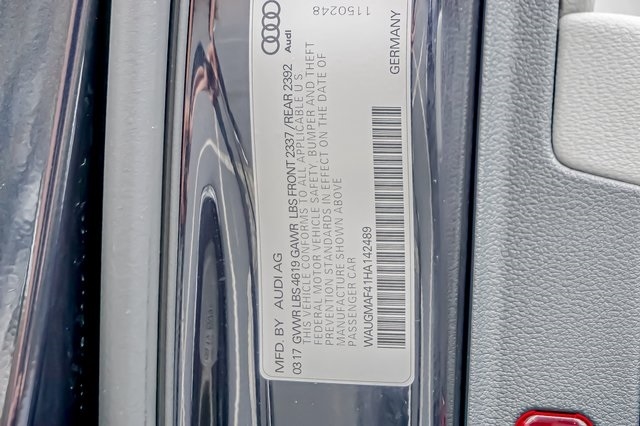 MFD. BY AUDI AG
Audi
0317 GVWR LBS 4619 GAWR LBS FRONT 2337 /REAR 2392
THIS VEHICLE CONFORMS TO ALL APPLICABLE U S
FEDERAL MOTOR VEHICLE SAFETY, BUMPER AND THEFT
PREVENTION STANDARDS IN EFFECT ON THE DATE OF
MANUFACTURE SHOWN ABOVE
PASSENGER CAR
1150248
WAUGMAF41HA142489
GERMANY